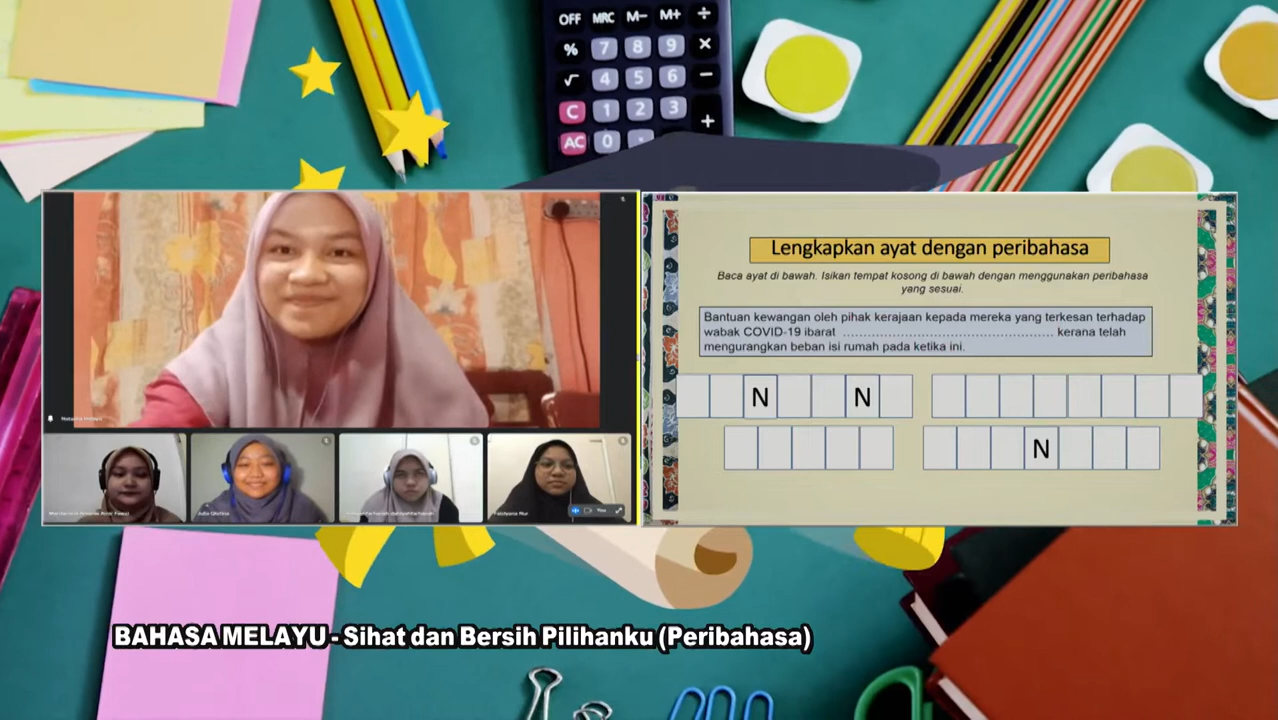 OFF MRC M− M+ ÷
% 7 8 9 ×
√ 4 5 6 −
C 1 2 3 +
AC 0 ·
Lengkapkan ayat dengan peribahasa
Baca ayat di bawah. Isikan tempat kosong di bawah dengan menggunakan peribahasa
yang sesuai.
Bantuan kewangan oleh pihak kerajaan kepada mereka yang terkesan terhadap
wabak COVID-19 ibarat ........................................................ kerana telah
mengurangkan beban isi rumah pada ketika ini.
N N
N
You
BAHASA MELAYU - Sihat dan Bersih Pilihanku (Peribahasa)